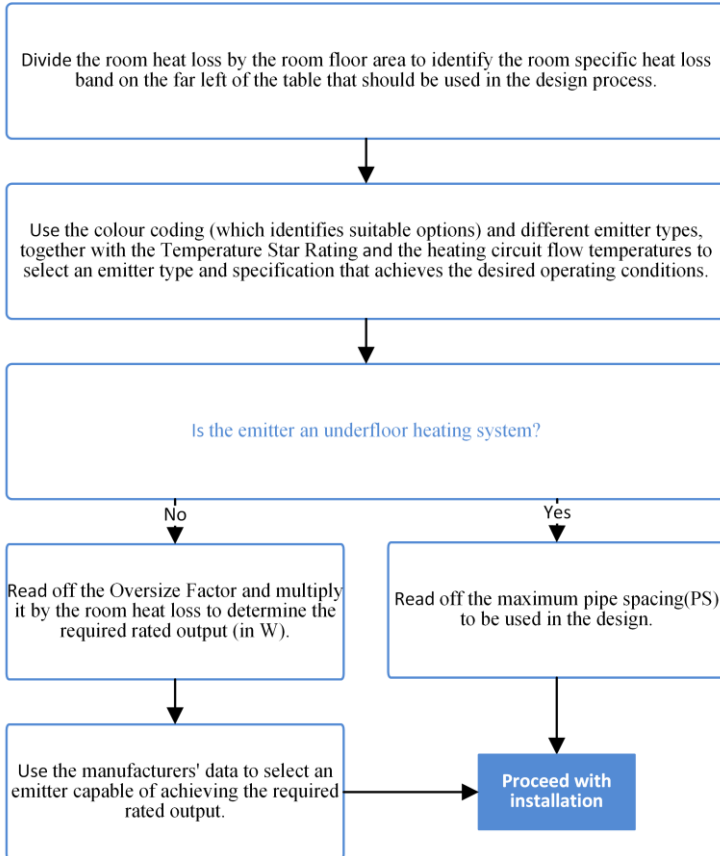 Divide the room heat loss by the room floor area to identify the room specific heat loss
band on the far left of the table that should be used in the design process.
Use the colour coding (which identifies suitable options) and different emitter types,
together with the Temperature Star Rating and the heating circuit flow temperatures to
select an emitter type and specification that achieves the desired operating conditions.
Is the emitter an underfloor heating system?
No
Yes
Read off the Oversize Factor and multiply
it by the room heat loss to determine the
required rated output (in W).
Read off the maximum pipe spacing(PS)
to be used in the design.
Use the manufacturers' data to select an
emitter capable of achieving the required
rated output.
Proceed with
installation